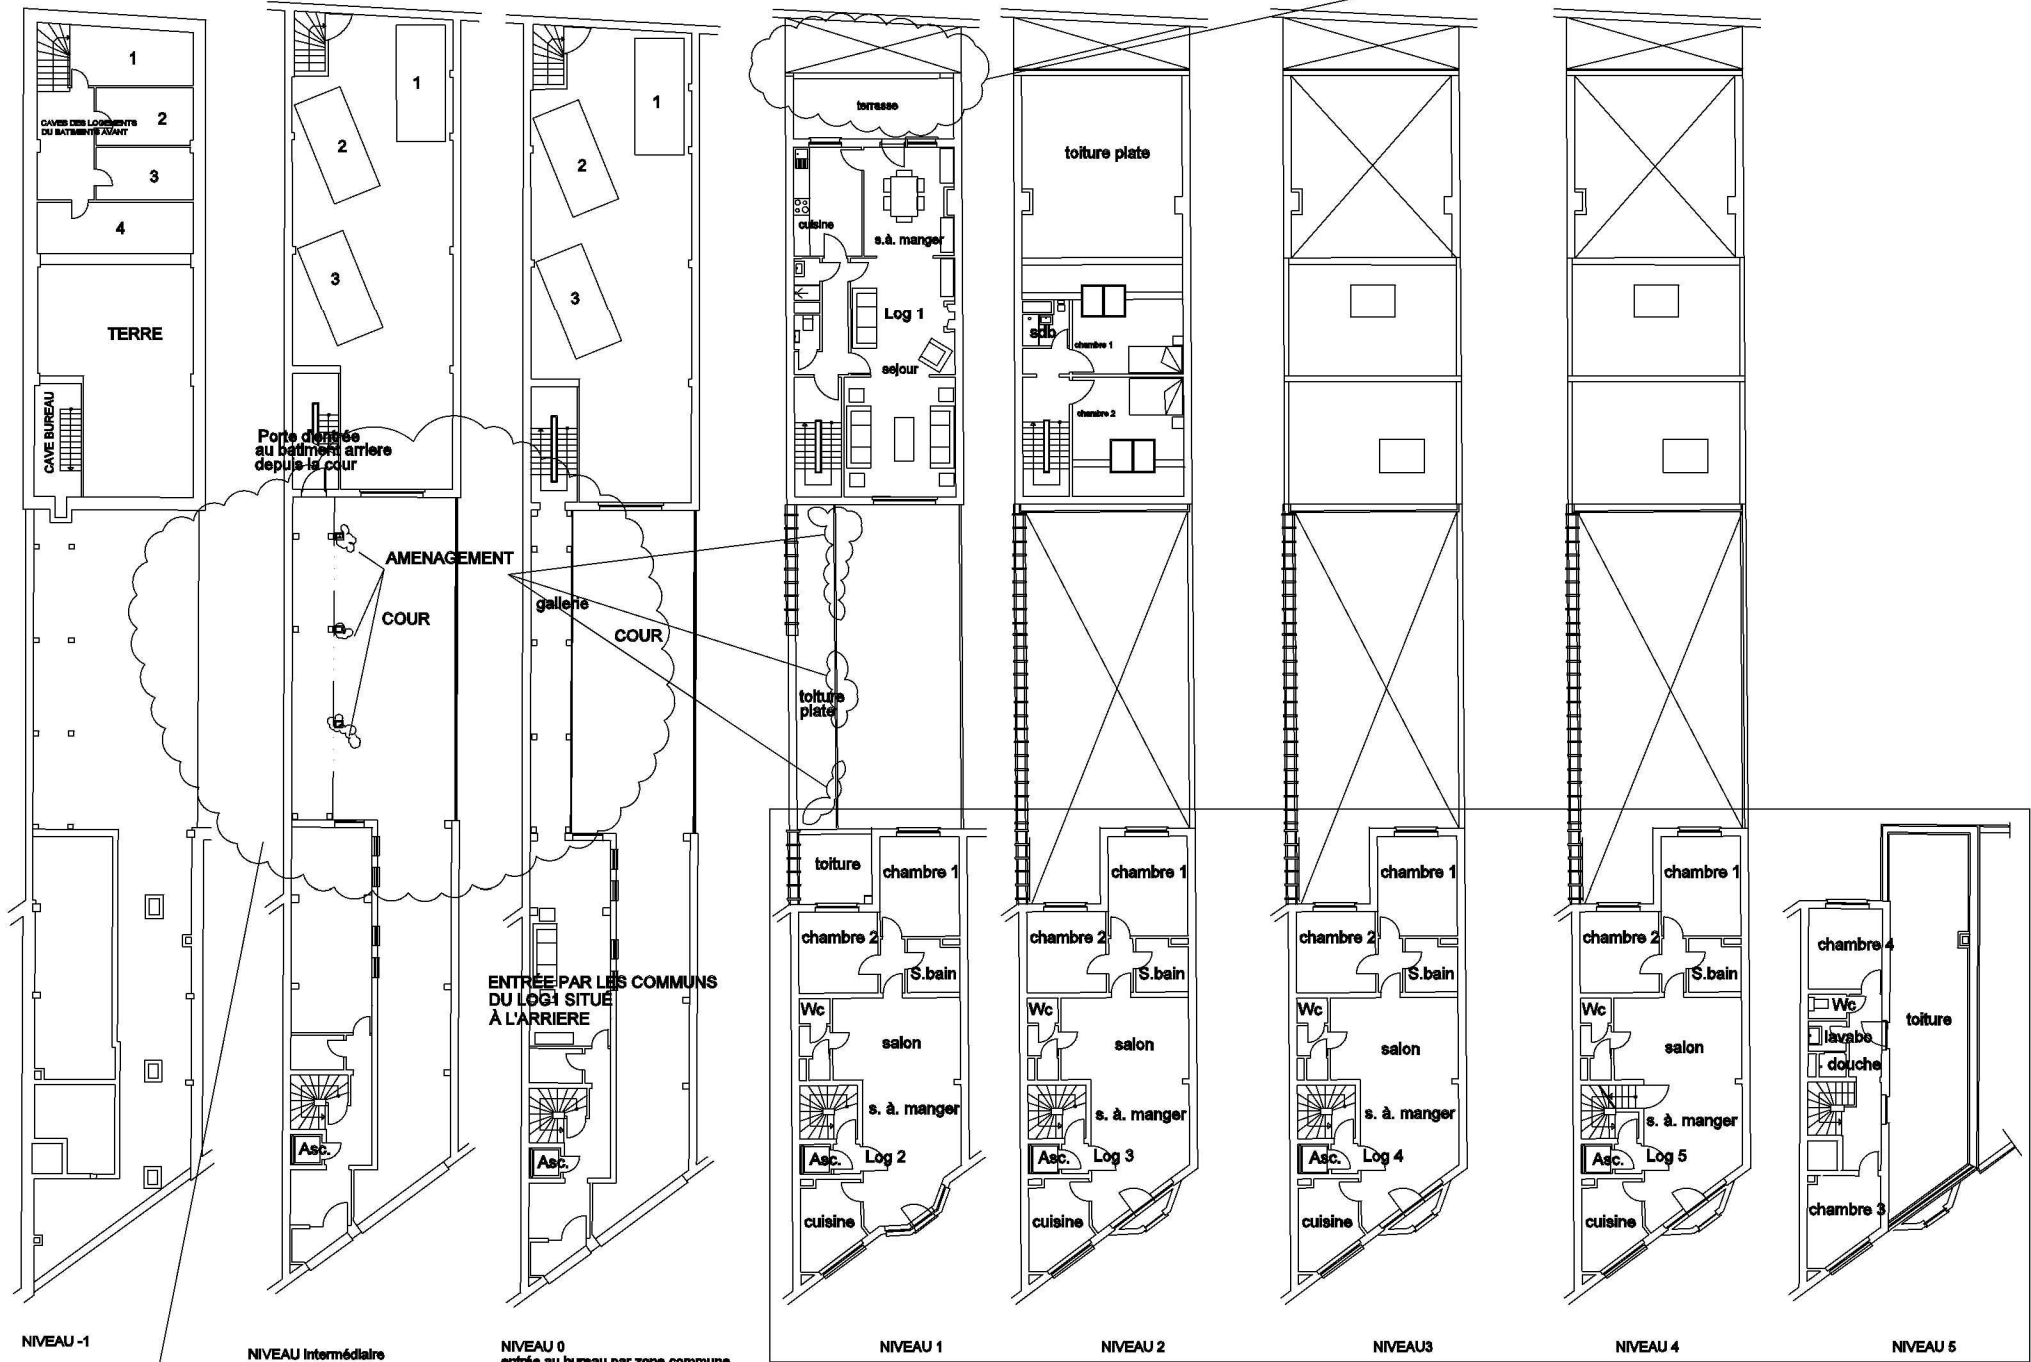 1
CAVES DES LOGEMENTS
DU BATIMENTS AVANT
2
3
4
TERRE
CAVE BUREAU
NIVEAU -1
1
2
3
Porte d'entrée
au batiment arriere
depuis la cour
AMENAGEMENT
COUR
Asc.
NIVEAU Intermédiaire
1
2
3
gallerie
COUR
ENTRÉE PAR LES COMMUNS
DU LOG1 SITUÉ
À L'ARRIERE
Asc.
NIVEAU 0
entrée au bureau par zone commune
terrasse
cuisine
s.à. manger
Log 1
sejour
toiture
plate
toiture
chambre 1
chambre 2
S.bain
Wc
salon
s. à. manger
Asc.
Log 2
cuisine
NIVEAU 1
toiture plate
sdb
chambre 1
chambre 2
chambre 1
chambre 2
S.bain
Wc
salon
s. à. manger
Asc.
Log 3
cuisine
NIVEAU 2
chambre 1
chambre 2
S.bain
Wc
salon
s. à. manger
Asc.
Log 4
cuisine
NIVEAU3
chambre 1
chambre 2
S.bain
Wc
salon
s. à. manger
Asc.
Log 5
cuisine
NIVEAU 4
chambre 4
Wc
lavabo
douche
toiture
chambre 3
NIVEAU 5